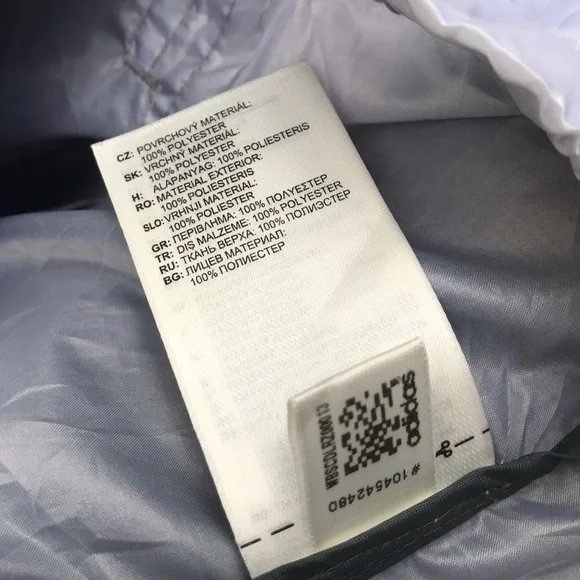 CZ: POVRCHOVÝ MATERIÁL:
100% POLYESTER
SK: VRCHNÝ MATERIÁL:
100% POLYESTER
H: ALAPANYAG: 100% POLIESTERIS
RO: MATERIAL EXTERIOR:
100% POLIESTERIS
SLO: VRHNJI MATERIAL:
100% POLIESTER
GR: ΠΕΡΙΒΛΗΜΑ: 100% ΠΟΛΥΕΣΤΕΡ
TR: DIŞ MALZEME: 100% POLYESTER
RU: ТКАНЬ ВЕРХА: 100% ПОЛИЭСТЕР
BG: ЛИЦЕВ МАТЕРИАЛ:
100% ПОЛИЕСТЕР
adidas
#104542480